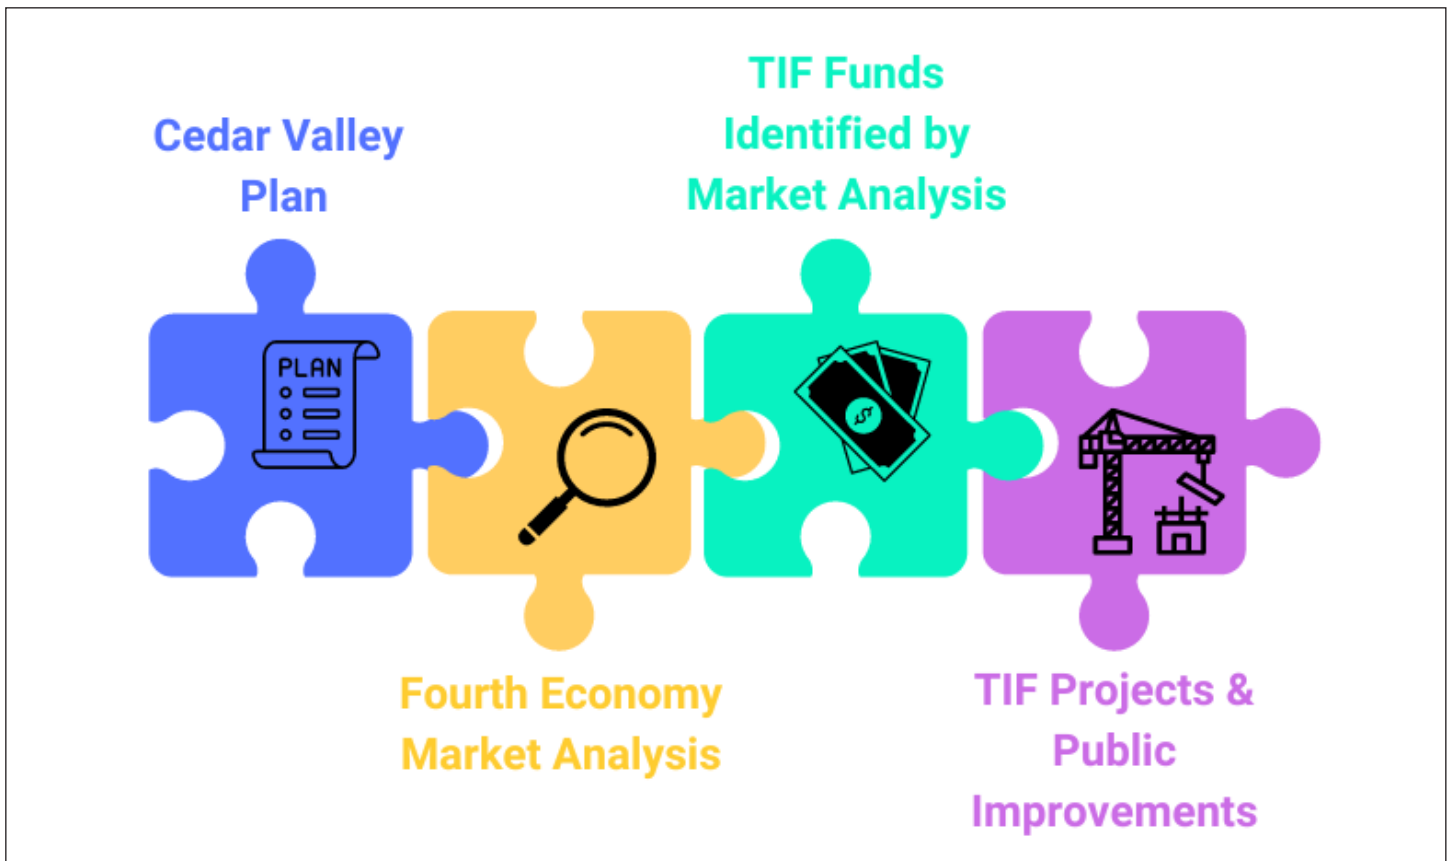 Cedar Valley
Plan
TIF Funds
Identified by
Market Analysis
PLAN
Fourth Economy
Market Analysis
TIF Projects &
Public
Improvements